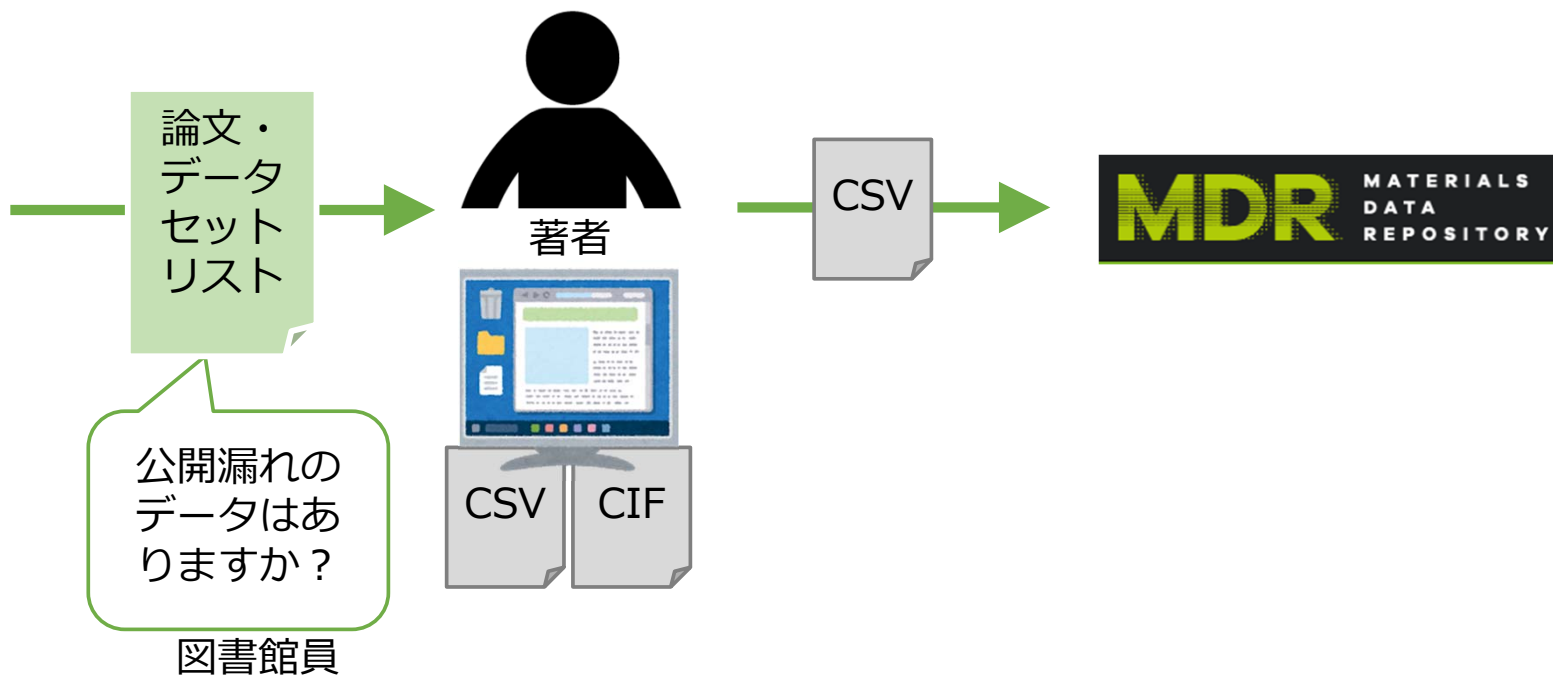 論文・
データ
セット
リスト
著者
CSV
MDR
MATERIALS
DATA
REPOSITORY
公開漏れの
データはあ
りますか？
図書館員
CSV
CIF